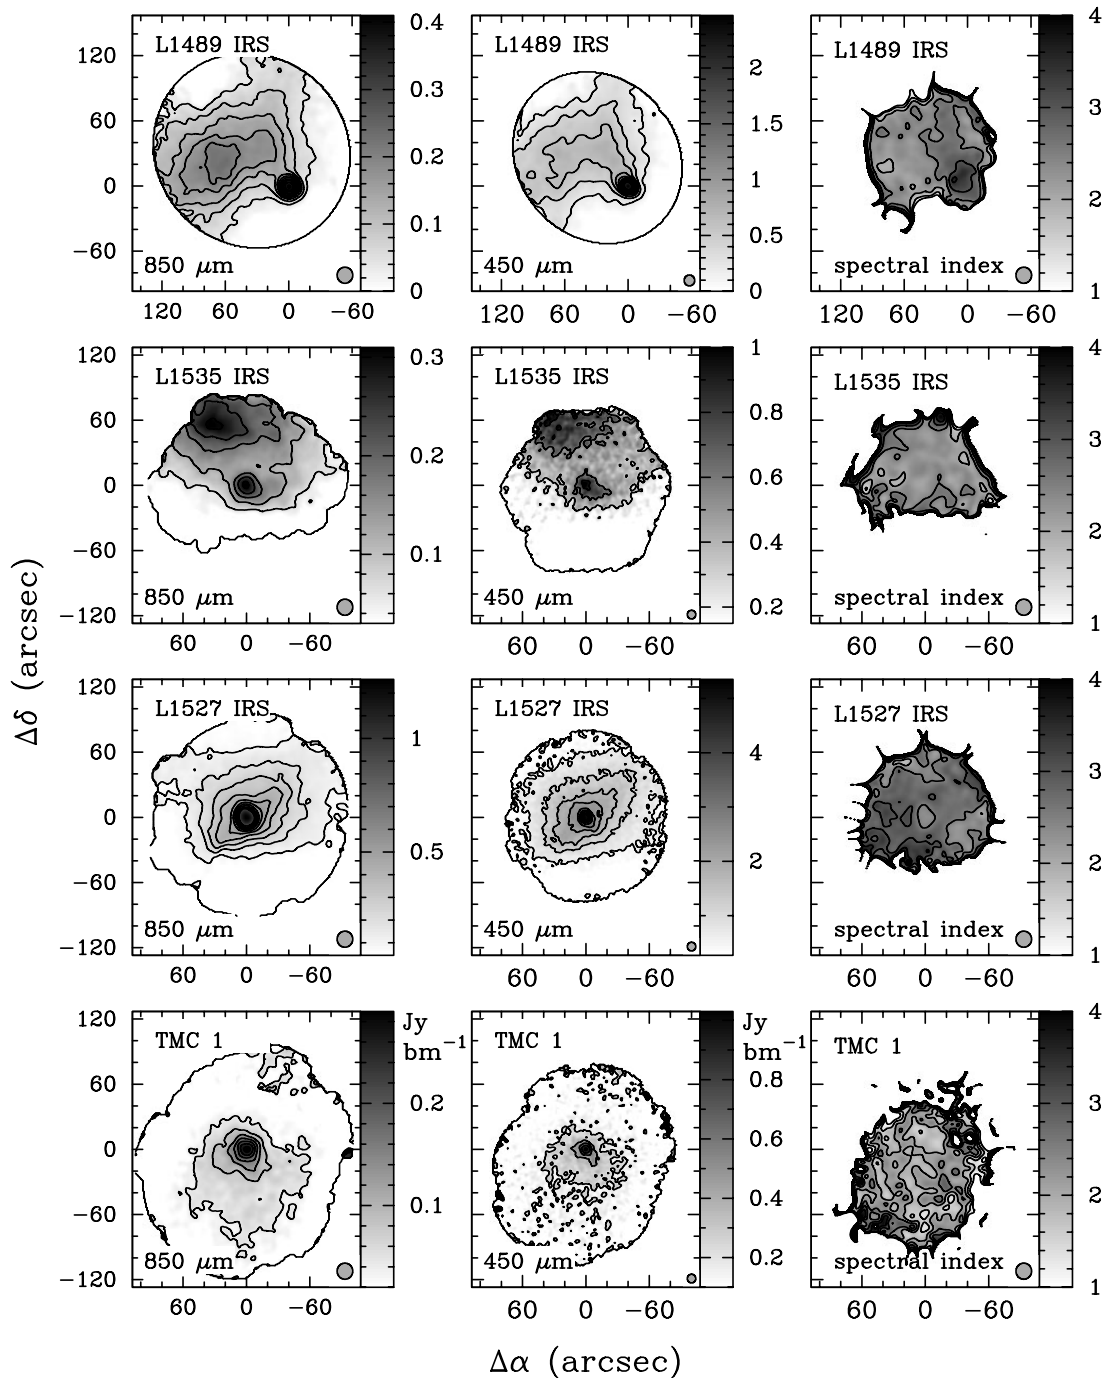 L1489 IRS
850 μm
120
60
0
−60
120 60 0 −60
0.4
0.3
0.2
0.1
0
L1489 IRS
450 μm
120 60 0 −60
2
1.5
1
0.5
0
L1489 IRS
spectral index
120 60 0 −60
4
3
2
1
L1535 IRS
850 μm
120
60
0
−60
−120
60 0 −60
0.3
0.2
0.1
L1535 IRS
450 μm
60 0 −60
1
0.8
0.6
0.4
0.2
L1535 IRS
spectral index
60 0 −60
4
3
2
1
L1527 IRS
850 μm
120
60
0
−60
−120
60 0 −60
1
0.5
L1527 IRS
450 μm
60 0 −60
4
2
L1527 IRS
spectral index
60 0 −60
4
3
2
1
TMC 1
850 μm
120
60
0
−60
−120
60 0 −60
Jy
bm−1
0.2
0.1
TMC 1
450 μm
60 0 −60
Jy
bm−1
0.8
0.6
0.4
0.2
TMC 1
spectral index
60 0 −60
4
3
2
1
Δδ (arcsec)
Δα (arcsec)